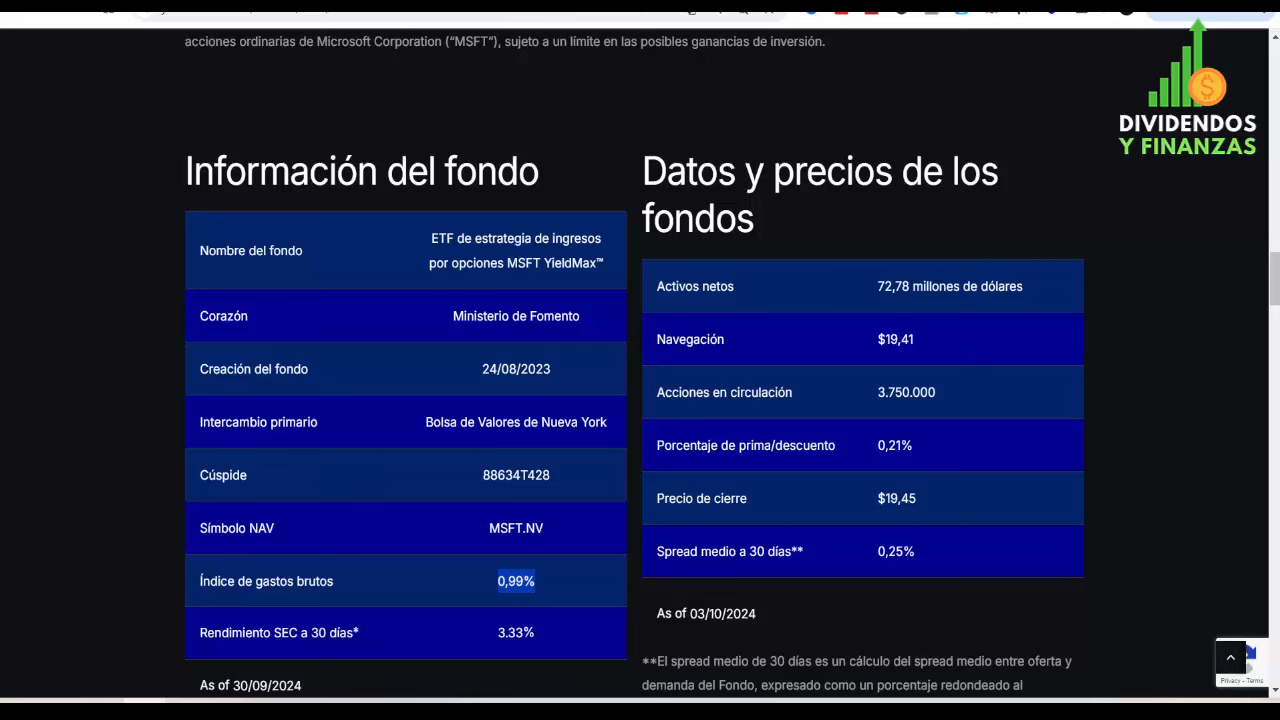 acciones ordinarias de Microsoft Corporation (“MSFT”), sujeto a un límite en las posibles ganancias de inversión.
DIVIDENDOS
Y FINANZAS
Información del fondo
Nombre del fondo
ETF de estrategia de ingresos
por opciones MSFT YieldMax™
Corazón
Ministerio de Fomento
Creación del fondo
24/08/2023
Intercambio primario
Bolsa de Valores de Nueva York
Cúspide
88634T428
Símbolo NAV
MSFT.NV
Índice de gastos brutos
0,99%
Rendimiento SEC a 30 días*
3.33%
As of 30/09/2024
Datos y precios de los
fondos
Activos netos
72,78 millones de dólares
Navegación
$19,41
Acciones en circulación
3.750.000
Porcentaje de prima/descuento
0,21%
Precio de cierre
$19,45
Spread medio a 30 días**
0,25%
As of 03/10/2024
**El spread medio de 30 días es un cálculo del spread medio entre oferta y
demanda del Fondo, expresado como un porcentaje redondeado al
Privacy - Terms